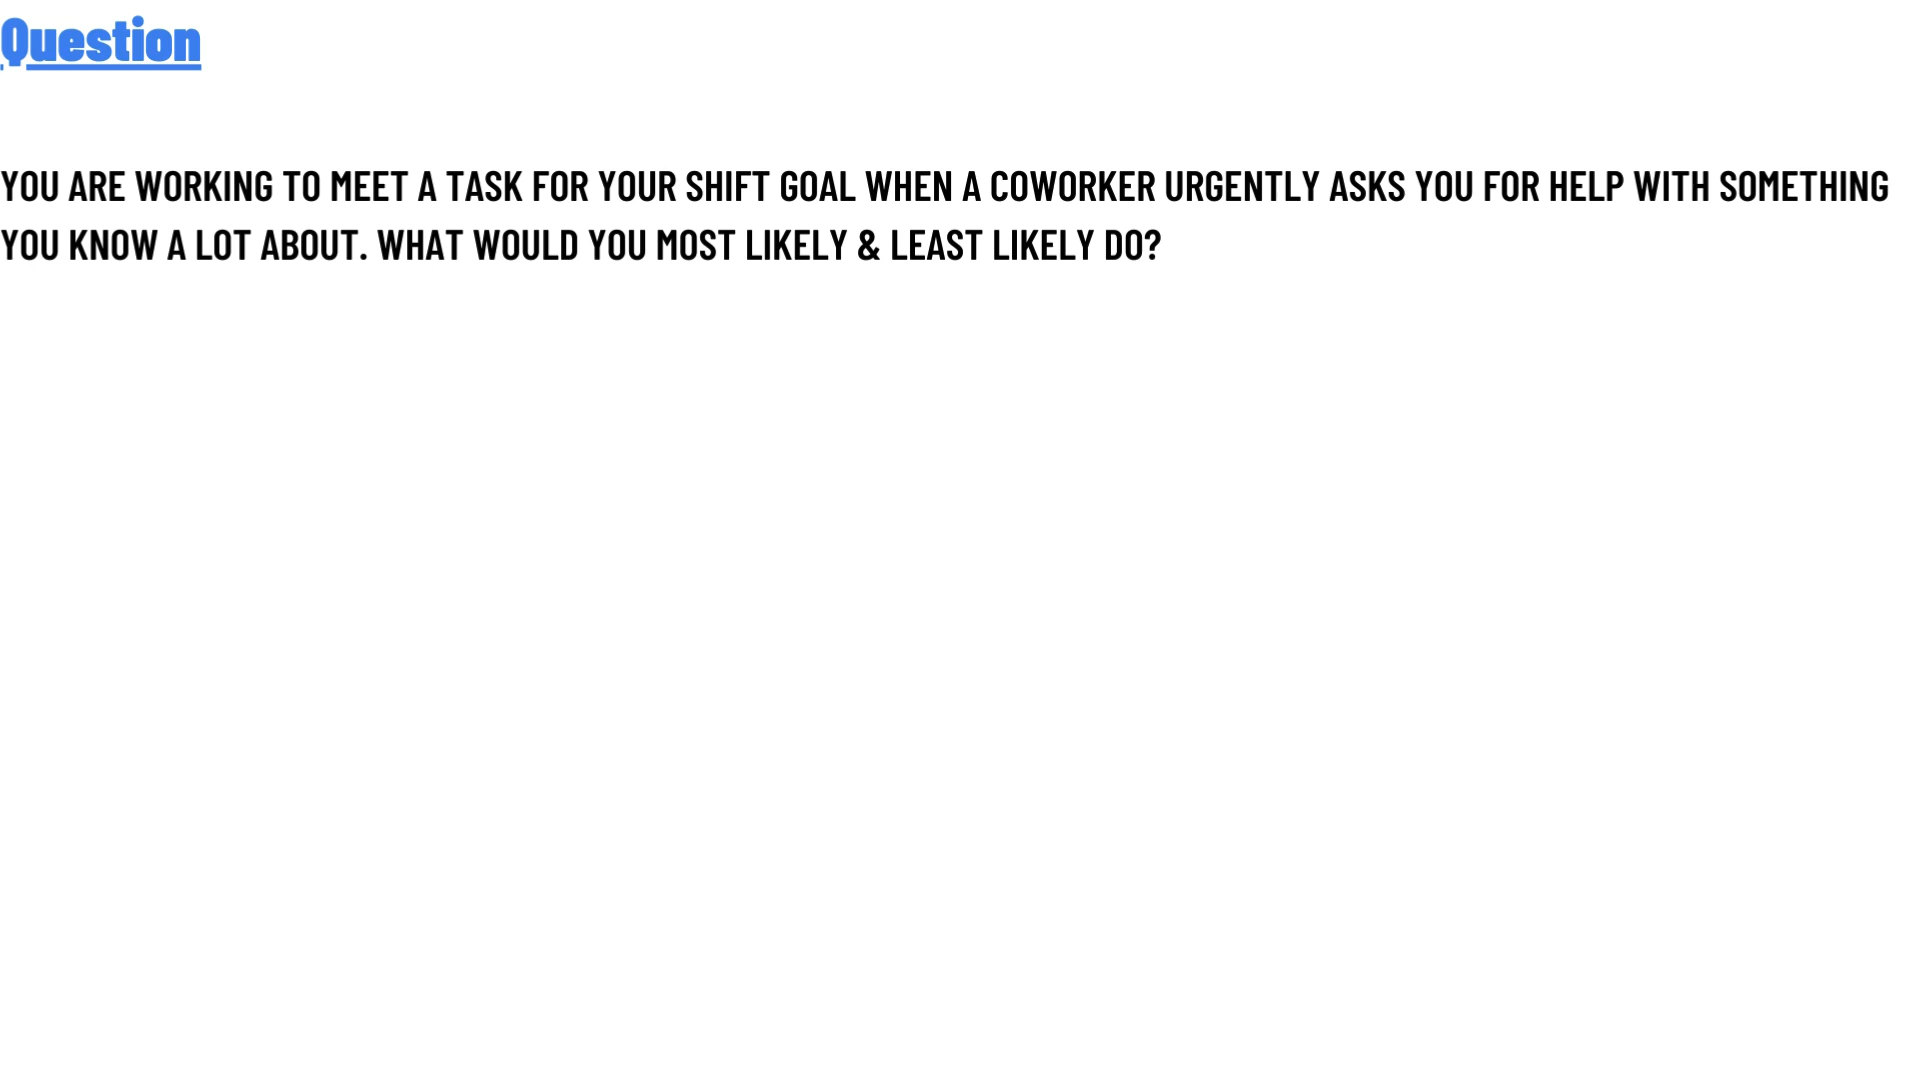 Question
YOU ARE WORKING TO MEET A TASK FOR YOUR SHIFT GOAL WHEN A COWORKER URGENTLY ASKS YOU FOR HELP WITH SOMETHING
YOU KNOW A LOT ABOUT. WHAT WOULD YOU MOST LIKELY & LEAST LIKELY DO?